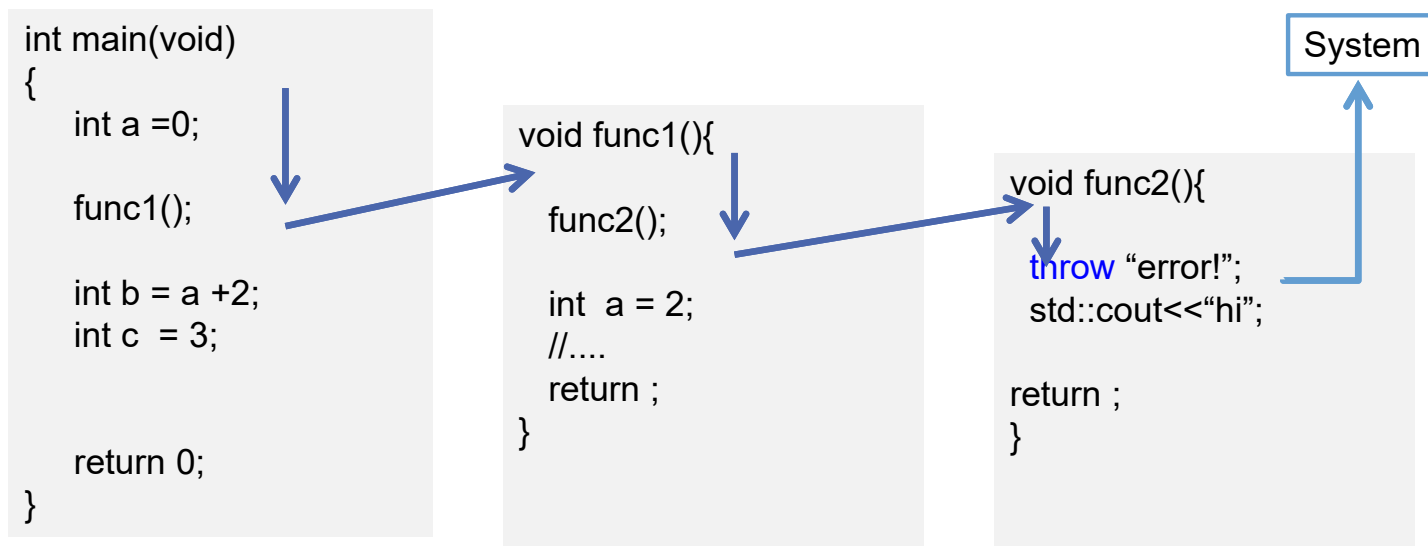 int main(void)
{
int a =0;
func1();
int b = a +2;
int c  = 3;
return 0;
}
void func1(){
func2();
int  a = 2;
//....
return ;
}
void func2(){
throw “error!”;
std::cout<<“hi”;
return ;
}
System